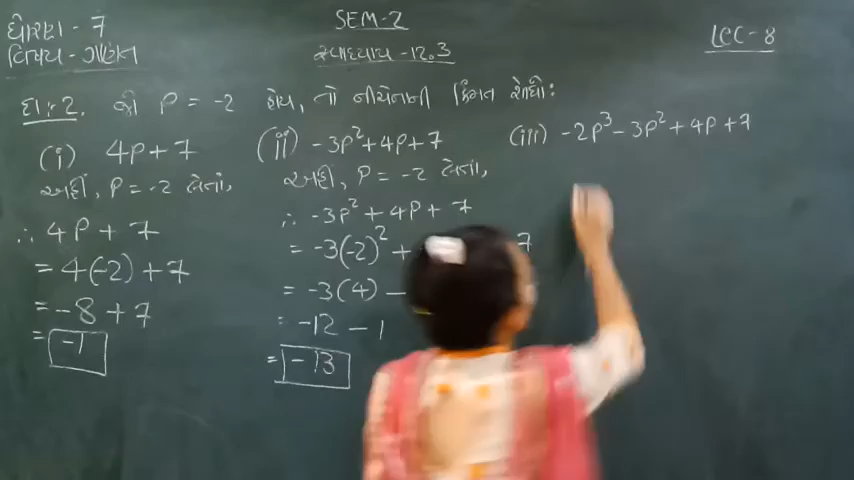 ધોરણ - 7
વિષય - ગણિત
SEM-2
સ્વાધ્યાય - 12.3
LEC - 8
દા. 2. જો P = -2 હોય, તો નીચેનાની કિંમત શોધો:
(i) 4P + 7
અહીં, P = -2 લેતાં,
∴ 4P + 7
= 4(-2) + 7
= -8 + 7
= -1
(ii) -3P² + 4P + 7
અહીં, P = -2 લેતાં,
∴ -3P² + 4P + 7
= -3(-2)² + 7
= -3(4) -
= -12 - 1
= -13
(iii) -2P³ - 3P² + 4P + 7